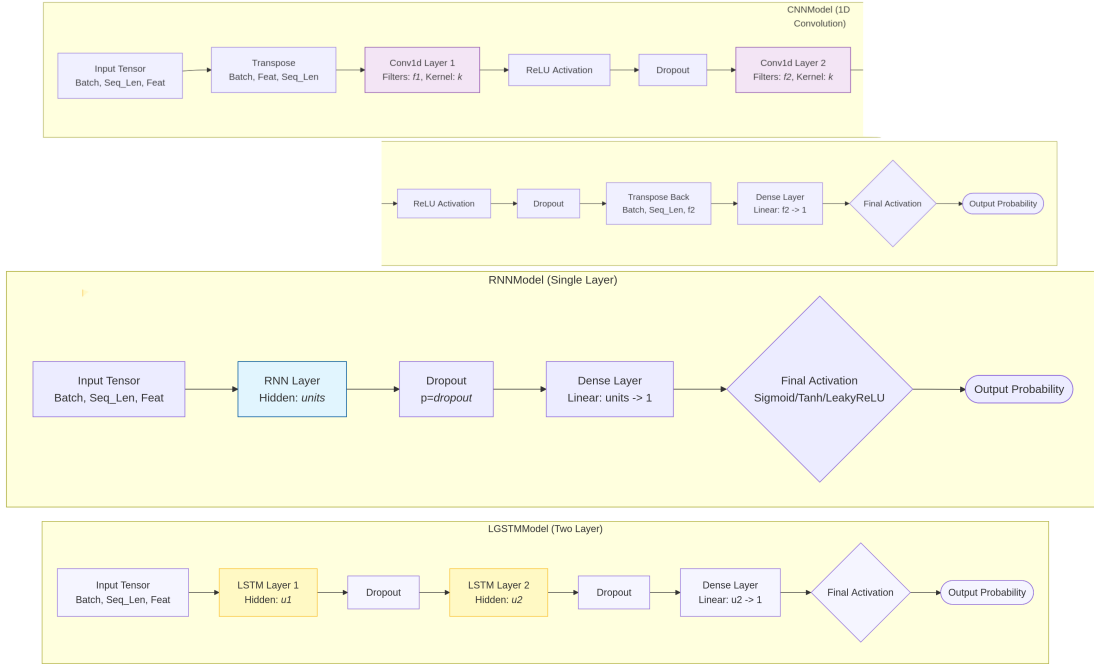 CNNModel (1D
Convolution)
Input Tensor
Batch, Seq_Len, Feat
Transpose
Batch, Feat, Seq_Len
Conv1d Layer 1
Filters: f1, Kernel: k
ReLU Activation
Dropout
Conv1d Layer 2
Filters: f2, Kernel: k
ReLU Activation
Dropout
Transpose Back
Batch, Seq_Len, f2
Dense Layer
Linear: f2 -> 1
Final Activation
Output Probability
RNNModel (Single Layer)
Input Tensor
Batch, Seq_Len, Feat
RNN Layer
Hidden: units
Dropout
p=dropout
Dense Layer
Linear: units -> 1
Final Activation
Sigmoid/Tanh/LeakyReLU
Output Probability
LGSTMModel (Two Layer)
Input Tensor
Batch, Seq_Len, Feat
LSTM Layer 1
Hidden: u1
Dropout
LSTM Layer 2
Hidden: u2
Dropout
Dense Layer
Linear: u2 -> 1
Final Activation
Output Probability